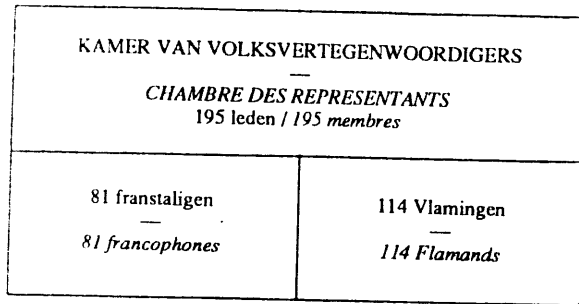 KAMER VAN VOLKSVERTEGENWOORDIGERS
—
CHAMBRE DES REPRESENTANTS
195 leden / 195 membres
81 franstaligen
—
81 francophones
114 Vlamingen
—
114 Flamands